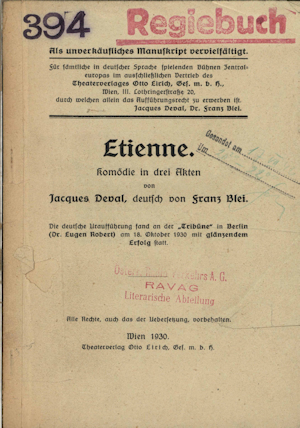 394
Regiebuch
Als unverkäufliches Manuskript vervielfältigt.
Für sämtliche in deutscher Sprache spielenden Bühnen Zentral-
europas im ausschließlichen Vertrieb des
Theaterverlages Otto Eirich, Ges. m. b. H.,
Wien, III. Lothringerstraße 20,
durch welchen allein das Aufführungsrecht zu erwerben ist.
Jacques Deval, Dr. Franz Blei.
Gesendet am
Um
Etienne.
Komödie in drei Akten
von
Jacques Deval, deutsch von Franz Blei.
Die deutsche Uraufführung fand an der „Tribüne" in Berlin
(Dr. Eugen Robert) am 18. Oktober 1930 mit glänzendem
Erfolg statt.
A. G.
RAVAG
Literarische Abteilung
Alle Rechte, auch das der Uebersetzung, vorbehalten.
Wien 1930.
Theaterverlag Otto Eirich, Ges. m. b. H.